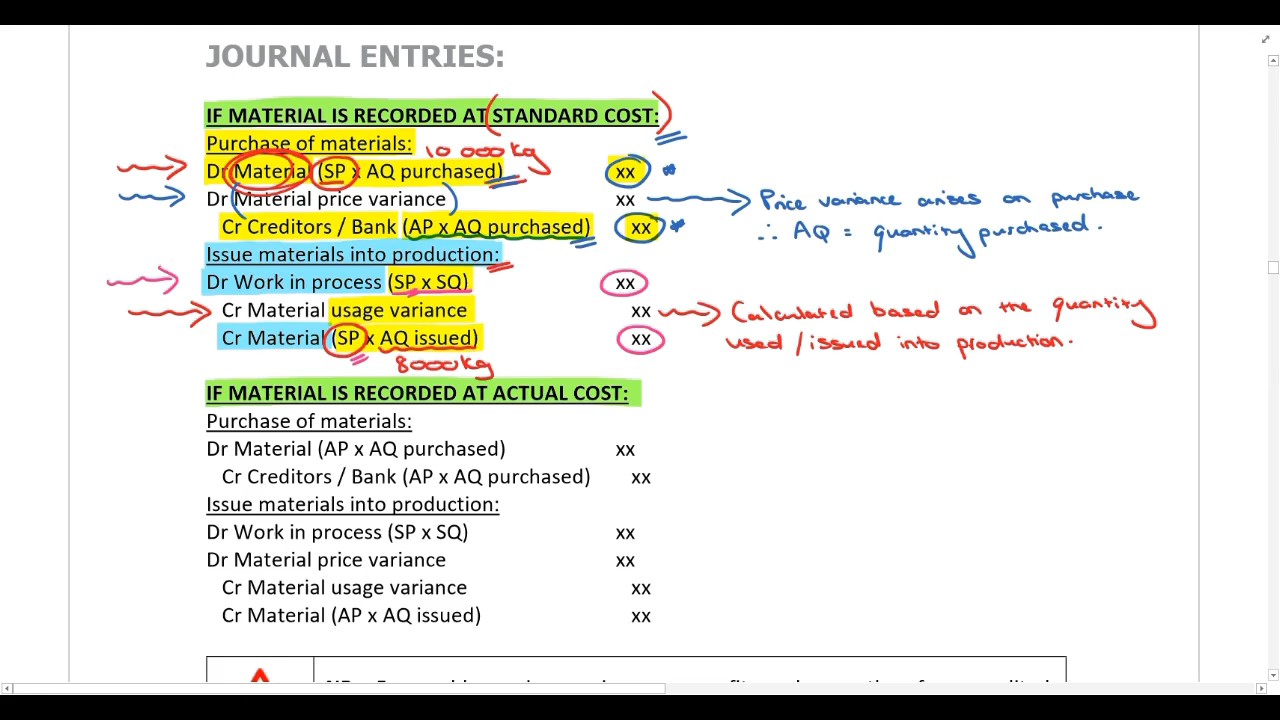 JOURNAL ENTRIES:
IF MATERIAL IS RECORDED AT STANDARD COST:
Purchase of materials:
10 000kg
Dr Material (SP x AQ purchased) xx *
Dr Material price variance xx Price variance arises on purchase
Cr Creditors / Bank (AP x AQ purchased) xx * ∴ AQ = quantity purchased.
Issue materials into production:
Dr Work in process (SP x SQ) xx
Cr Material usage variance xx Calculated based on the quantity
Cr Material (SP x AQ issued) xx used / issued into production.
8000kg
IF MATERIAL IS RECORDED AT ACTUAL COST:
Purchase of materials:
Dr Material (AP x AQ purchased) xx
Cr Creditors / Bank (AP x AQ purchased) xx
Issue materials into production:
Dr Work in process (SP x SQ) xx
Dr Material price variance xx
Cr Material usage variance xx
Cr Material (AP x AQ issued) xx